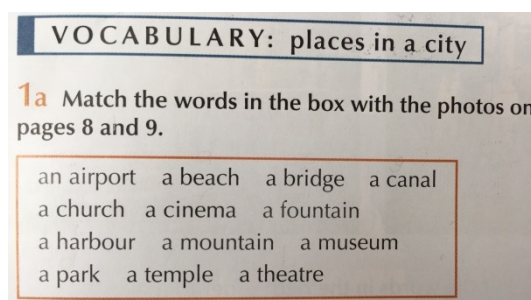 VOCABULARY: places in a city
1a Match the words in the box with the photos on
pages 8 and 9.
an airport a beach a bridge a canal
a church a cinema a fountain
a harbour a mountain a museum
a park a temple a theatre